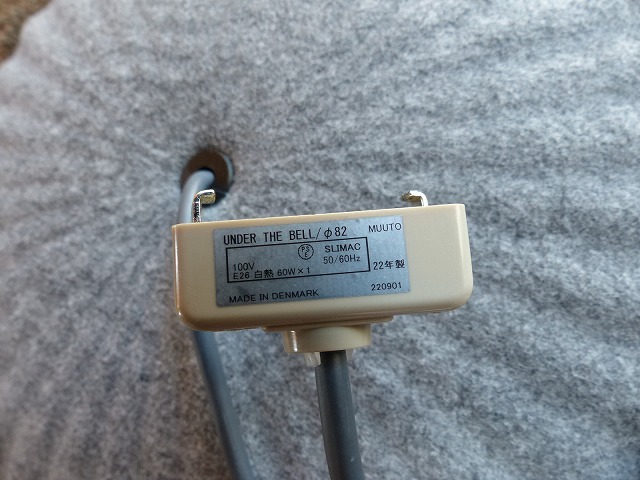 UNDER THE BELL/φ82 MUUTO
PS E SLIMAC
100V 50/60Hz
E26 白熱 60W×1 22年製
MADE IN DENMARK 220901